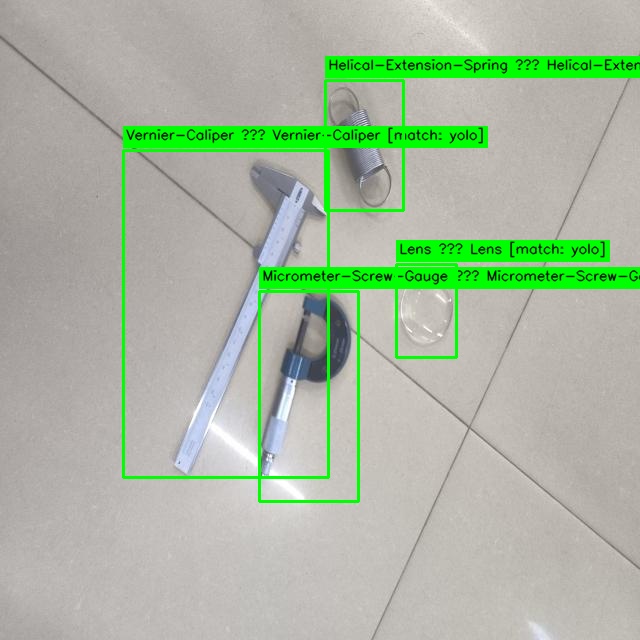 Helical-Extension-Spring ??? Helical-Exten
Vernier-Caliper ??? Vernier-Caliper [match: yolo]
Lens ??? Lens [match: yolo]
Micrometer-Screw-Gauge ??? Micrometer-Screw-G